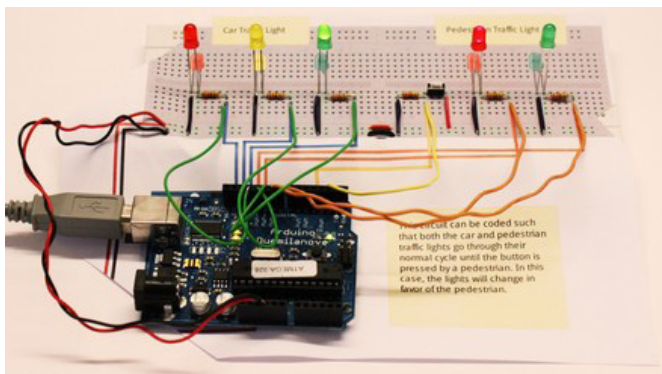 Car Traffic Light
Pedestrian Traffic Light
Arduino
Duemilanove
ATMEGA328
This circuit can be coded such
that both the car and pedestrian
traffic lights go through their
normal cycle until the button is
pressed by a pedestrian. In this
case, the lights will change in
favor of the pedestrian.